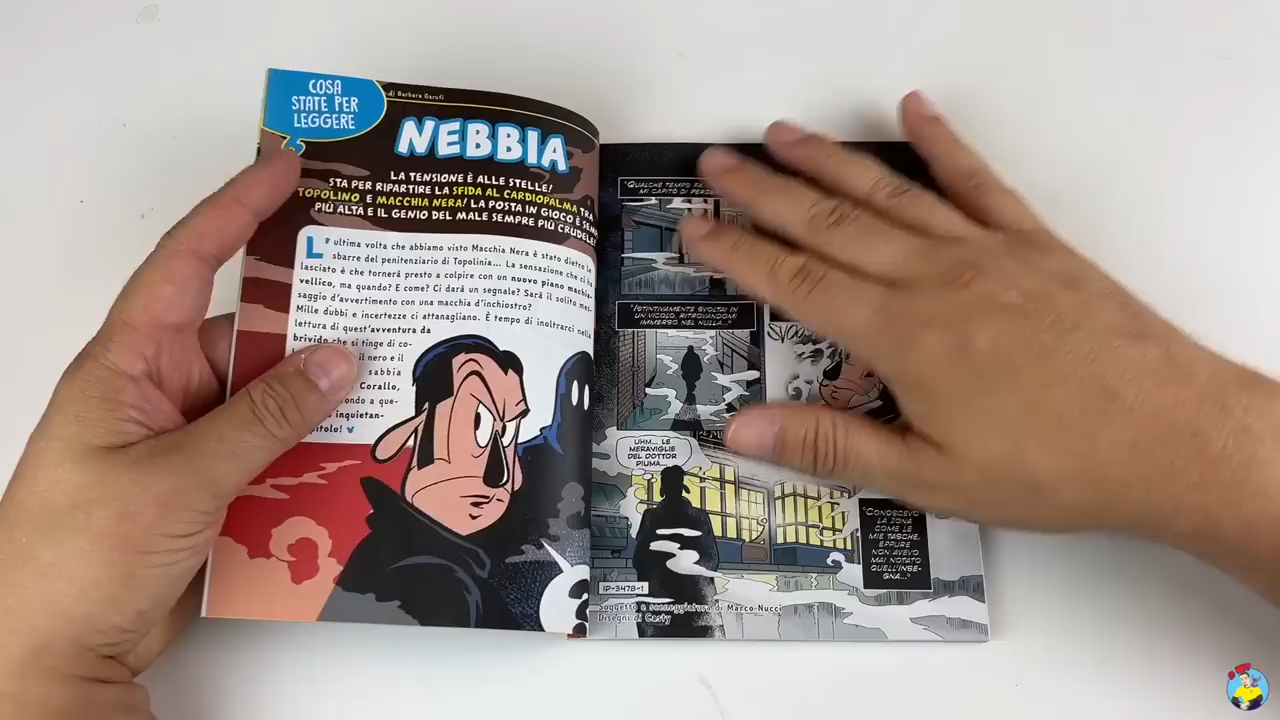 COSA
STATE PER
LEGGERE
di Barbara Garufi
NEBBIA
LA TENSIONE È ALLE STELLE!
STA PER RIPARTIRE LA SFIDA AL CARDIOPALMA TRA
TOPOLINO E MACCHIA NERA! LA POSTA IN GIOCO È
PIÙ ALTA E IL GENIO DEL MALE SEMPRE PIÙ CRUDELE!
L'ultima volta che abbiamo visto Macchia Nera è stato dietro le
sbarre del penitenziario di Topolinia... La sensazione che ci
lasciato è che tornerà presto a colpire con un nuovo piano machia-
vellico, ma quando? E come? Ci darà un segnale? Sarà il solito mes-
saggio d'avvertimento con una macchia d'inchiostro?
Mille dubbi e incertezze ci attanagliano. È tempo di inoltrarci nella
lettura di quest'avventura da
brivido che si tinge di co-
il nero e il
sabbia
Corallo,
ondo a que-
inquietan-
pitolo!
"QUALCHE TEMPO FA
MI CAPITÒ DI
"ISTINTIVAMENTE SVOLTAI IN
UN VICOLO, RITROVANDOMI
IMMERSO NEL NULLA..."
UHM... LE
MERAVIGLIE
DEL DOTTOR
PIUMA...
"CONOSCEVO
LA ZONA
COME LE
MIE TASCHE,
EPPURE
NON AVEVO
MAI NOTATO
QUELL'INSE-
GNA..."
IP-3478-1
Soggetto e sceneggiatura di Marco Nucci
Disegni di Casty